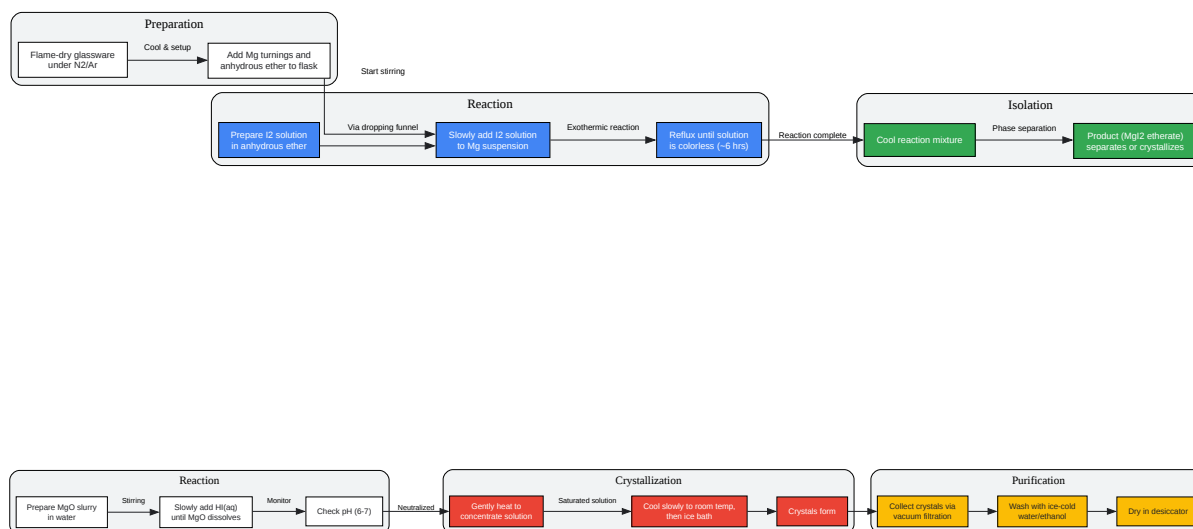 Preparation
Flame-dry glassware
under N2/Ar
Cool & setup
Add Mg turnings and
anhydrous ether to flask
Start stirring
Reaction
Prepare I2 solution
in anhydrous ether
Via dropping funnel
Slowly add I2 solution
to Mg suspension
Exothermic reaction
Reflux until solution
is colorless (~6 hrs)
Reaction complete
Isolation
Cool reaction mixture
Phase separation
Product (MgI2 etherate)
separates or crystallizes
Reaction
Prepare MgO slurry
in water
Stirring
Slowly add HI(aq)
until MgO dissolves
Monitor
Check pH (6-7)
Neutralized
Crystallization
Gently heat to
concentrate solution
Saturated solution
Cool slowly to room temp,
then ice bath
Crystals form
Purification
Collect crystals via
vacuum filtration
Wash with ice-cold
water/ethanol
Dry in desiccator